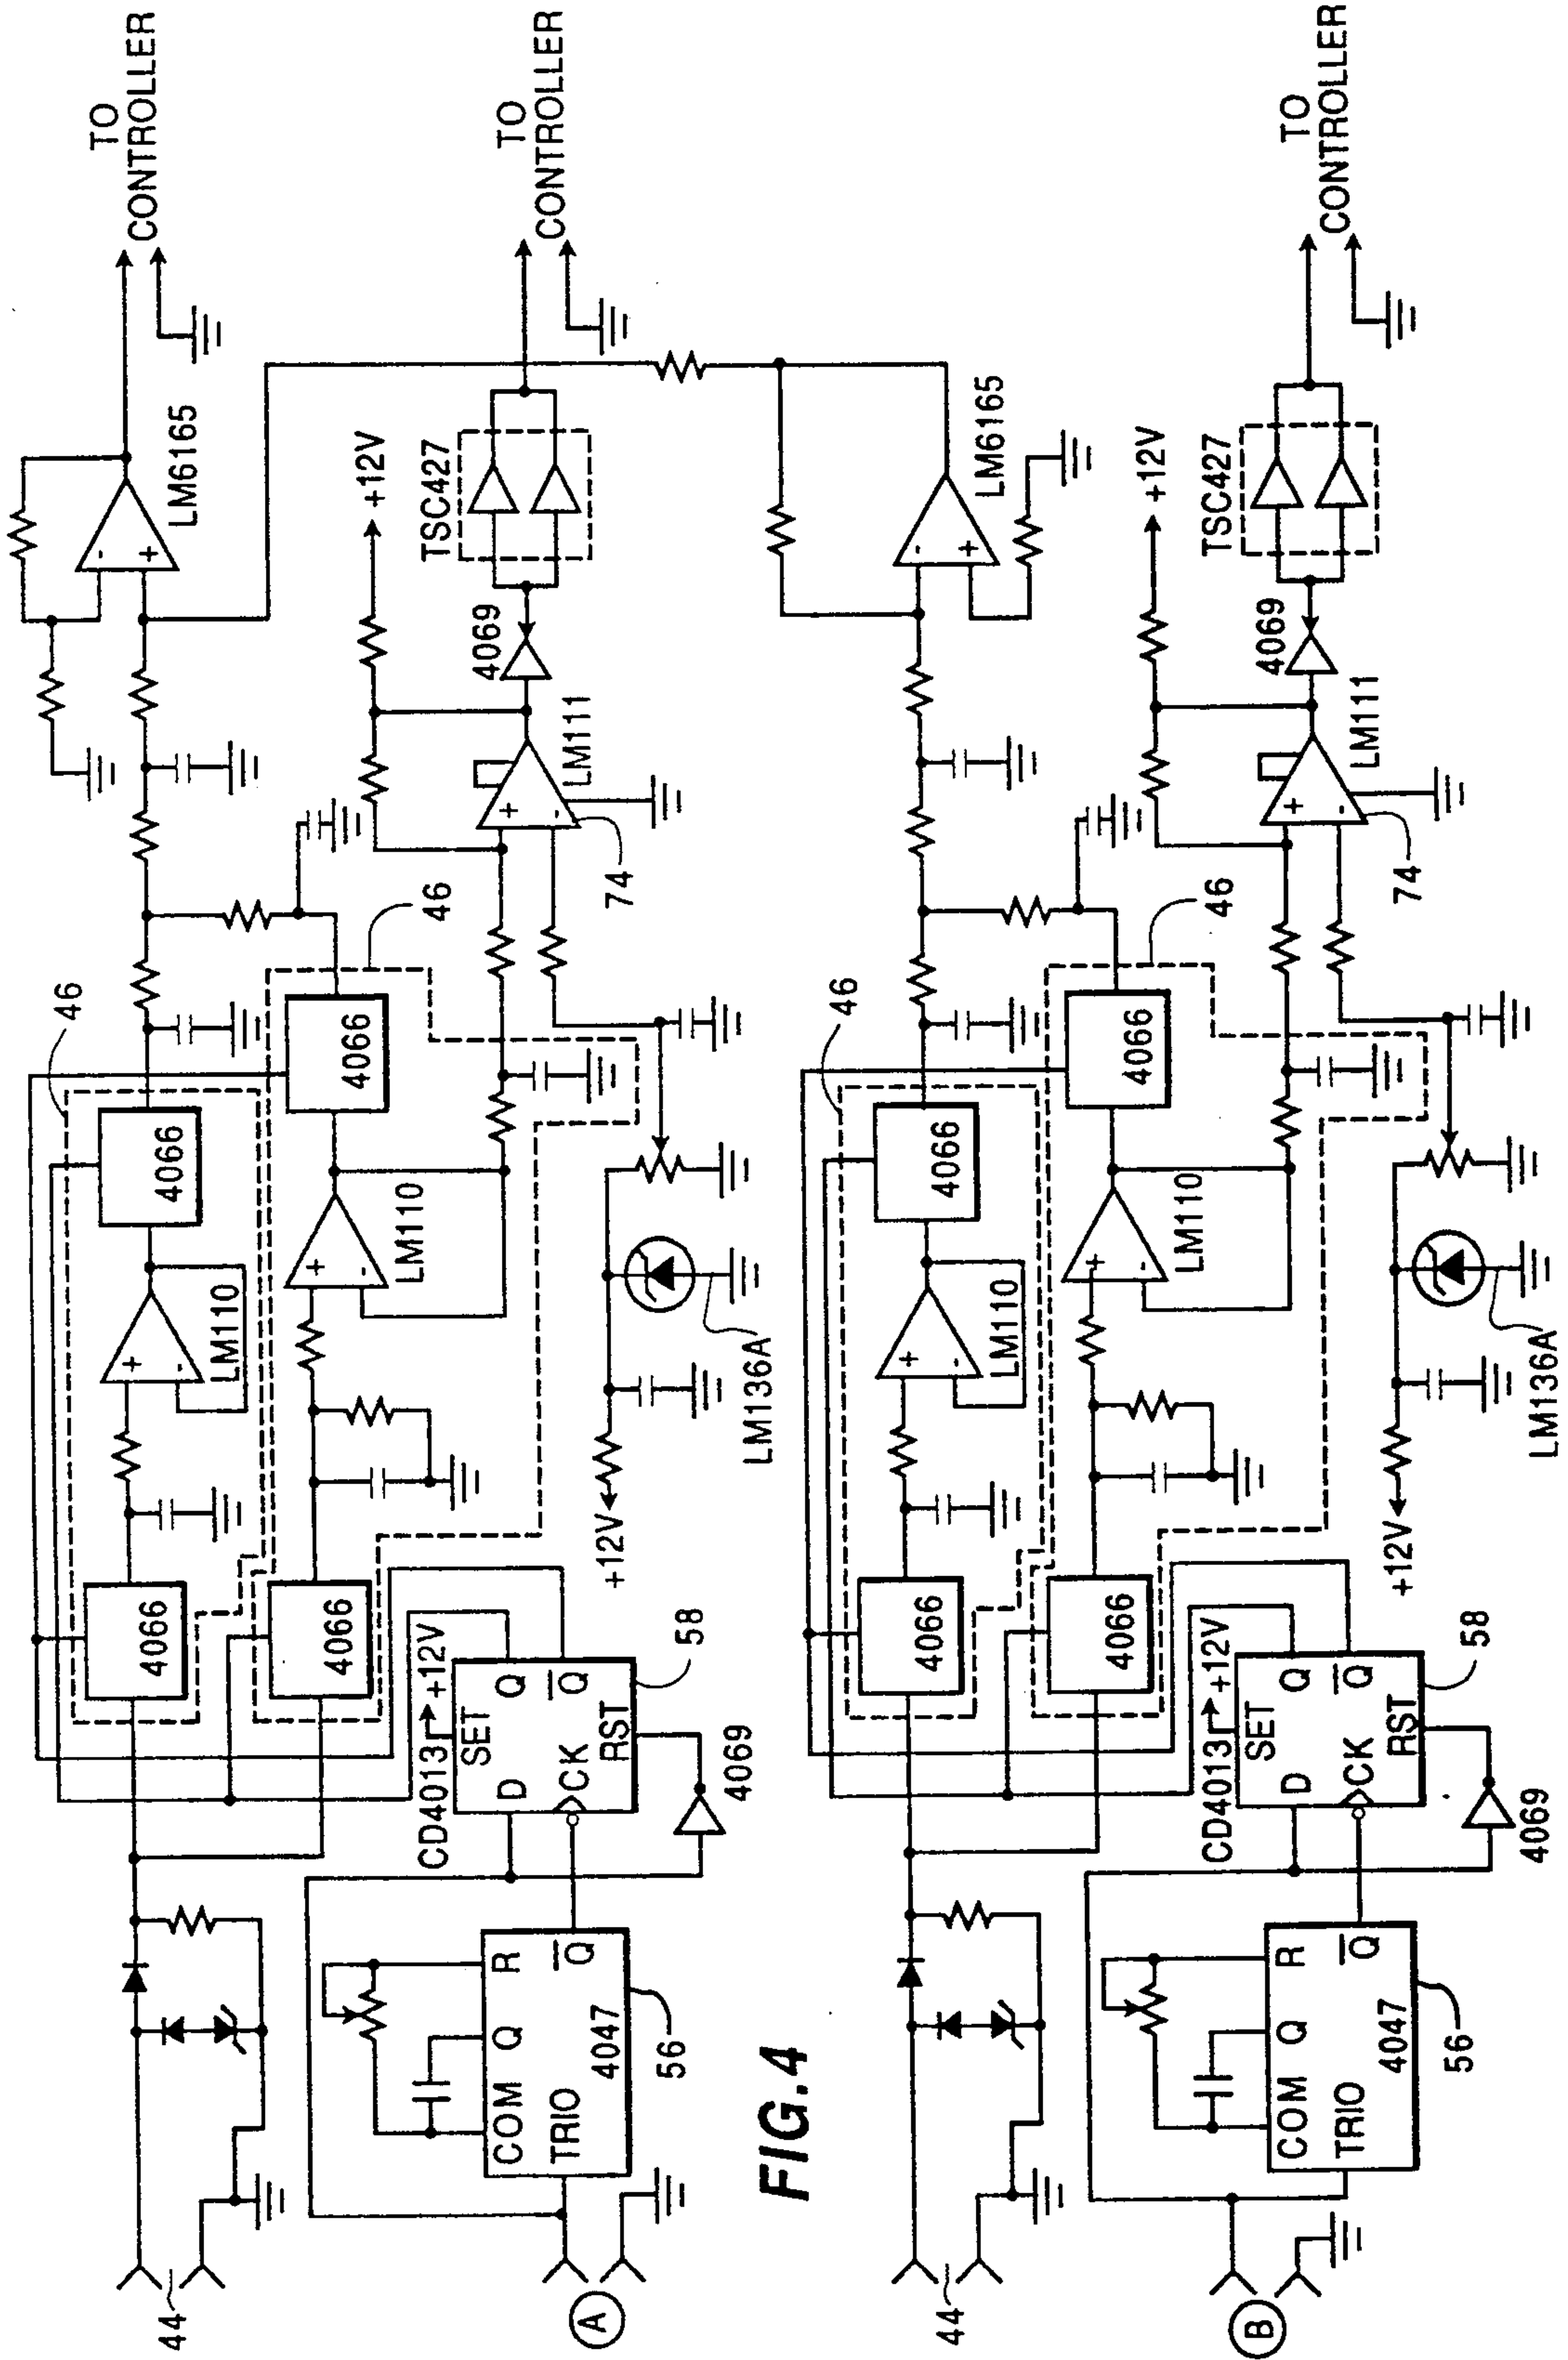 TO
CONTROLLER
LM6165
46
4066
LM110
4066
4066
LM110
4066
46
+12V
TSC427
TO
CONTROLLER
4069
LM111
74
LM136A
+12V
44
CD4013
+12V
SET
D
Q
Q
CK
RST
58
4069
R
Q
Q
COM
4047
TRIO
56
A
FIG.4
LM6165
46
4066
LM110
4066
4066
LM110
4066
46
+12V
TSC427
TO
CONTROLLER
4069
LM111
74
LM136A
+12V
44
CD4013
+12V
SET
D
Q
Q
CK
RST
58
4069
R
Q
Q
COM
4047
TRIO
56
B
+
-
+
-
+
-
+
-
+
-
+
-
+
-
+
-